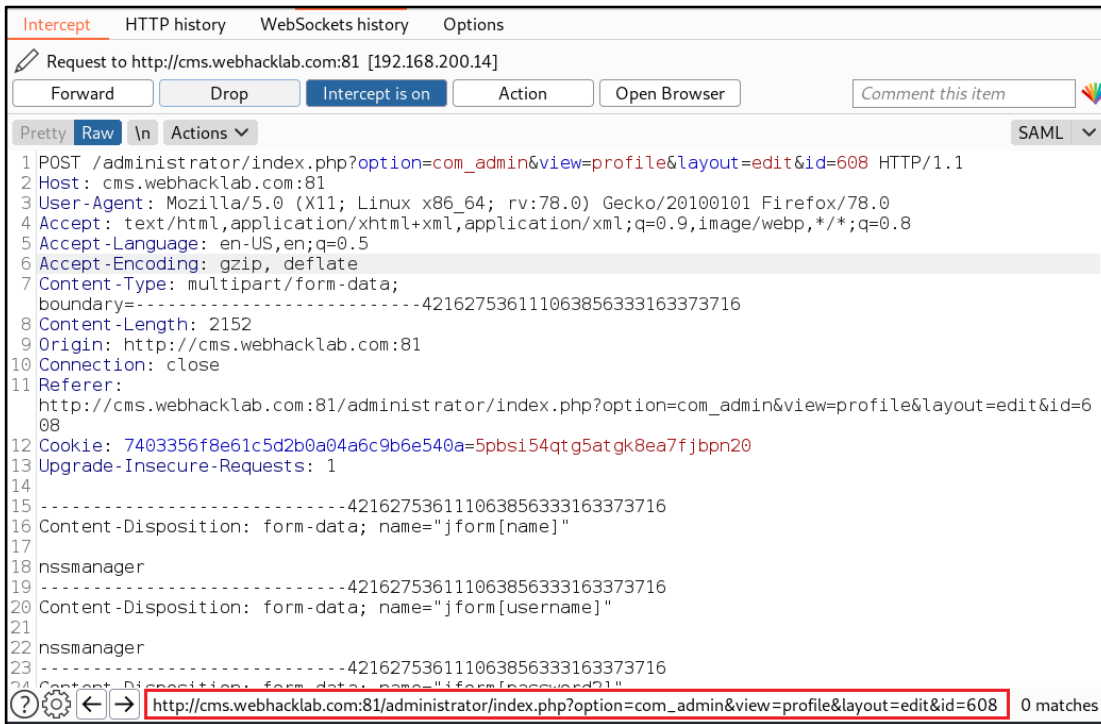 Intercept HTTP history WebSockets history Options
Request to http://cms.webhacklab.com:81 [192.168.200.14]
Forward Drop Intercept is on Action Open Browser Comment this item
Pretty Raw \n Actions SAML
1 POST /administrator/index.php?option=com_admin&view=profile&layout=edit&id=608 HTTP/1.1
2 Host: cms.webhacklab.com:81
3 User-Agent: Mozilla/5.0 (X11; Linux x86_64; rv:78.0) Gecko/20100101 Firefox/78.0
4 Accept: text/html,application/xhtml+xml,application/xml;q=0.9,image/webp,*/*;q=0.8
5 Accept-Language: en-US,en;q=0.5
6 Accept-Encoding: gzip, deflate
7 Content-Type: multipart/form-data;
boundary=---------------------------421627536111063856333163373716
8 Content-Length: 2152
9 Origin: http://cms.webhacklab.com:81
10 Connection: close
11 Referer:
http://cms.webhacklab.com:81/administrator/index.php?option=com_admin&view=profile&layout=edit&id=6
08
12 Cookie: 7403356f8e61c5d2b0a04a6c9b6e540a=5pbsi54qtg5atgk8ea7fjbpn20
13 Upgrade-Insecure-Requests: 1
14
15 -----------------------------421627536111063856333163373716
16 Content-Disposition: form-data; name="jform[name]"
17
18 nssmanager
19 -----------------------------421627536111063856333163373716
20 Content-Disposition: form-data; name="jform[username]"
21
22 nssmanager
23 -----------------------------421627536111063856333163373716
24 Content-Disposition: form-data; name="jform[password2]"
http://cms.webhacklab.com:81/administrator/index.php?option=com_admin&view=profile&layout=edit&id=608 0 matches